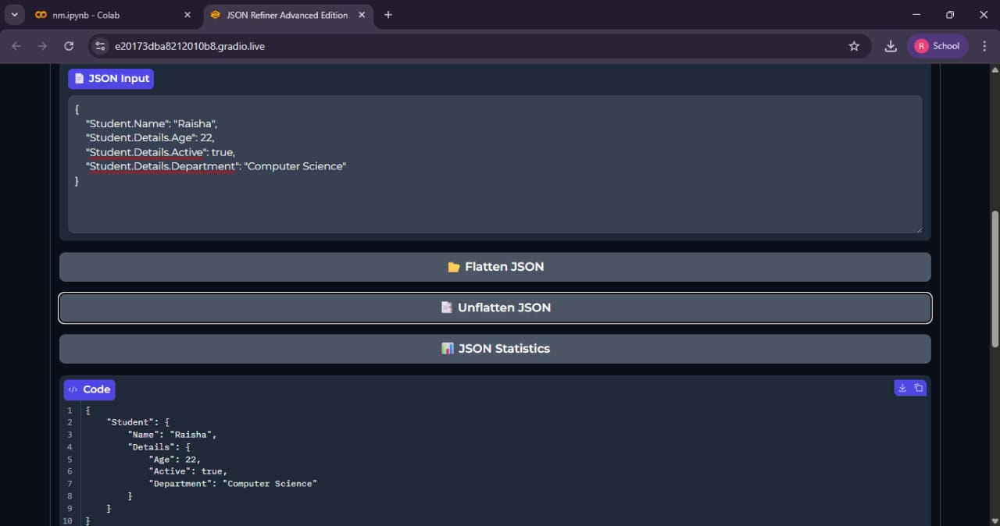 nm.ipynb - Colab
JSON Refiner Advanced Edition
e20173dba8212010b8.gradio.live
R School
JSON Input
{
    "Student.Name": "Raisha",
    "Student.Details.Age": 22,
    "Student.Details.Active": true,
    "Student.Details.Department": "Computer Science"
}
Flatten JSON
Unflatten JSON
JSON Statistics
</> Code
1 {
2     "Student": {
3         "Name": "Raisha",
4         "Details": {
5             "Age": 22,
6             "Active": true,
7             "Department": "Computer Science"
8         }
9     }
10 }